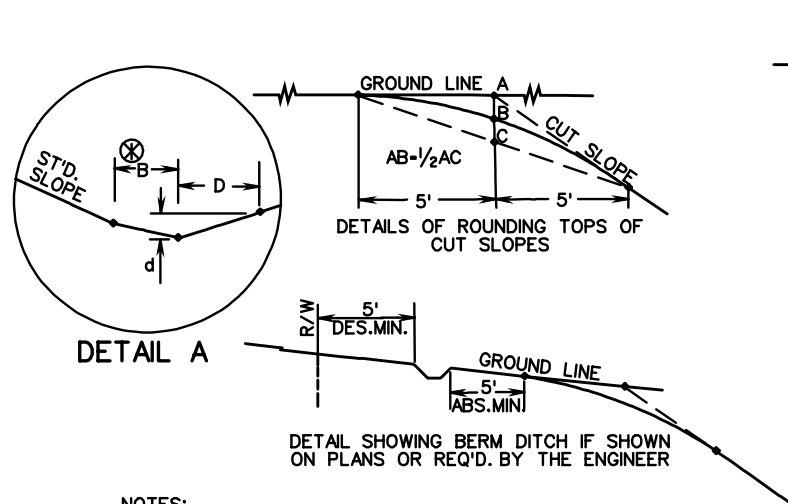 GROUND LINE A
B
C
CUT SLOPE
AB=1/2AC
5' 5'
DETAILS OF ROUNDING TOPS OF
CUT SLOPES
ST'D.
SLOPE
B
D
d
DETAIL A
R/W
5'
DES.MIN.
GROUND LINE
5'
ABS.MIN.
DETAIL SHOWING BERM DITCH IF SHOWN
ON PLANS OR REQ'D. BY THE ENGINEER
NOTES: